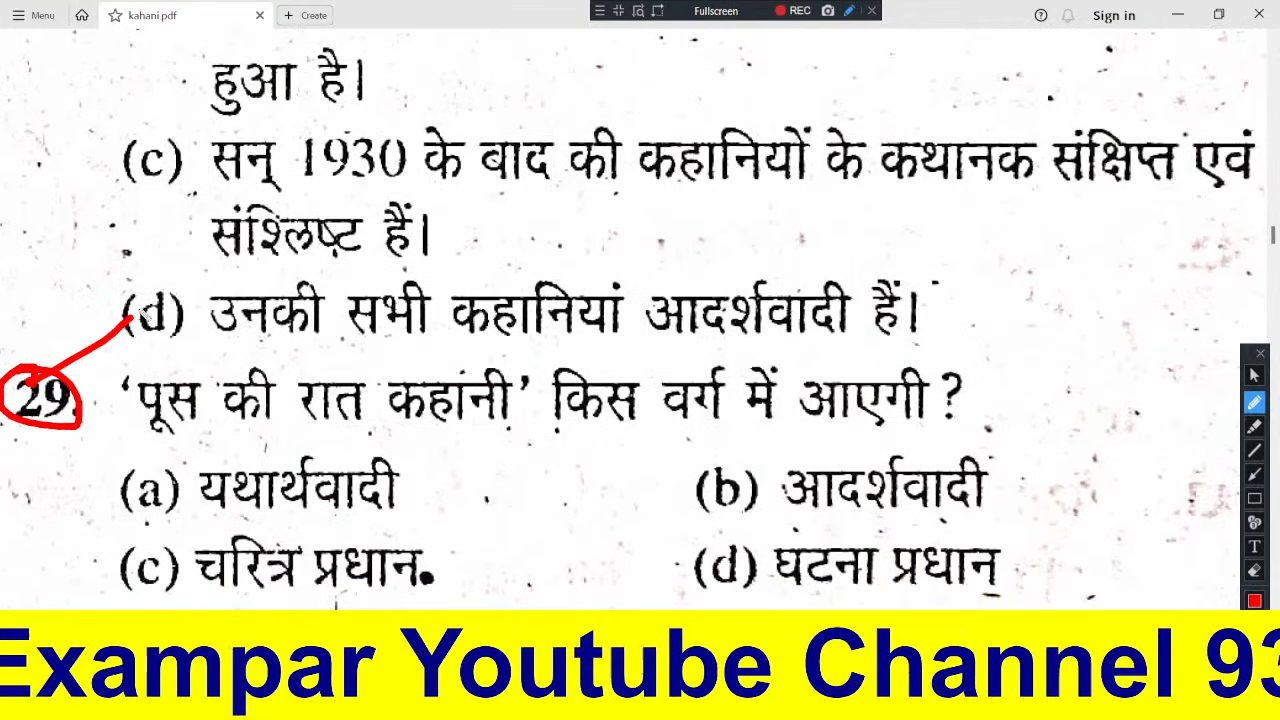 Menu
kahani.pdf
Create
Fullscreen
REC
Sign in
हुआ है।
(c) सन् 1930 के बाद की कहानियों के कथानक संक्षिप्त एवं
संश्लिष्ट हैं।
(d) उनकी सभी कहानियां आदर्शवादी हैं।
29. ‘पूस की रात कहानी’ किस वर्ग में आएगी?
(a) यथार्थवादी (b) आदर्शवादी
(c) चरित्र प्रधान. (d) घटना प्रधान
Exampar Youtube Channel 93